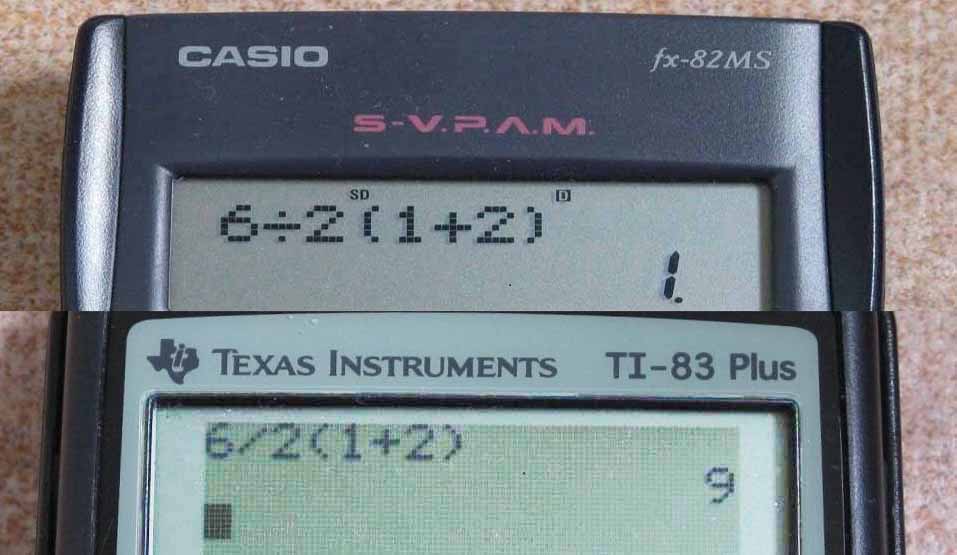 CASIO fx-82MS
S-V.P.A.M.
SD D
6÷2(1+2)
1.
TEXAS INSTRUMENTS TI-83 Plus
6/2(1+2)
9